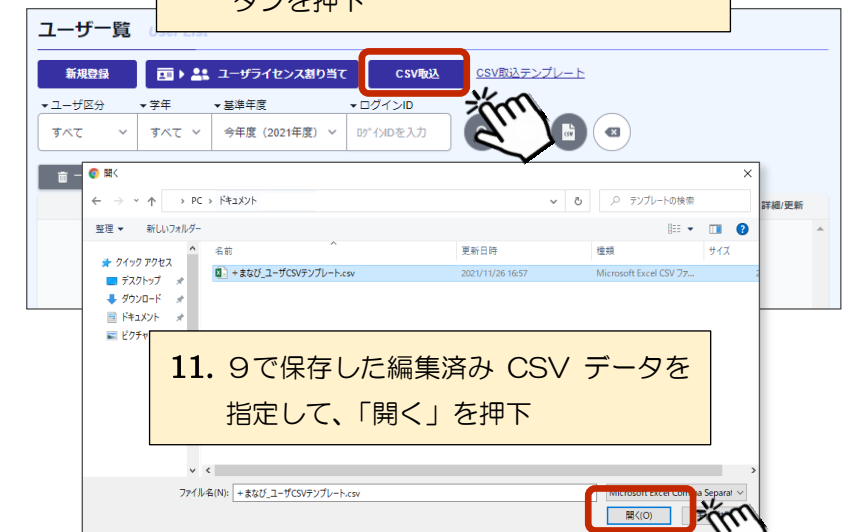 タンを押下
ユーザー覧 User List
新規登録 ユーザライセンス割り当て CSV取込 CSV取込テンプレート
ユーザ区分 学年 基準年度 ログインID
すべて すべて 今年度（2021年度） ログインIDを入力 CSV
開く
PC › ドキュメント テンプレートの検索
詳細/更新
整理 新しいフォルダー
名前 更新日時 種類 サイズ
クイック アクセス
+まなび_ユーザCSVテンプレート.csv 2021/11/26 16:57 Microsoft Excel CSV ファ... 2
デスクトップ
ダウンロード
ドキュメント
ピクチャ
11. 9で保存した編集済み CSV データを
指定して、「開く」を押下
ファイル名(N): +まなび_ユーザCSVテンプレート.csv Microsoft Excel Comma Separat
開く(O)